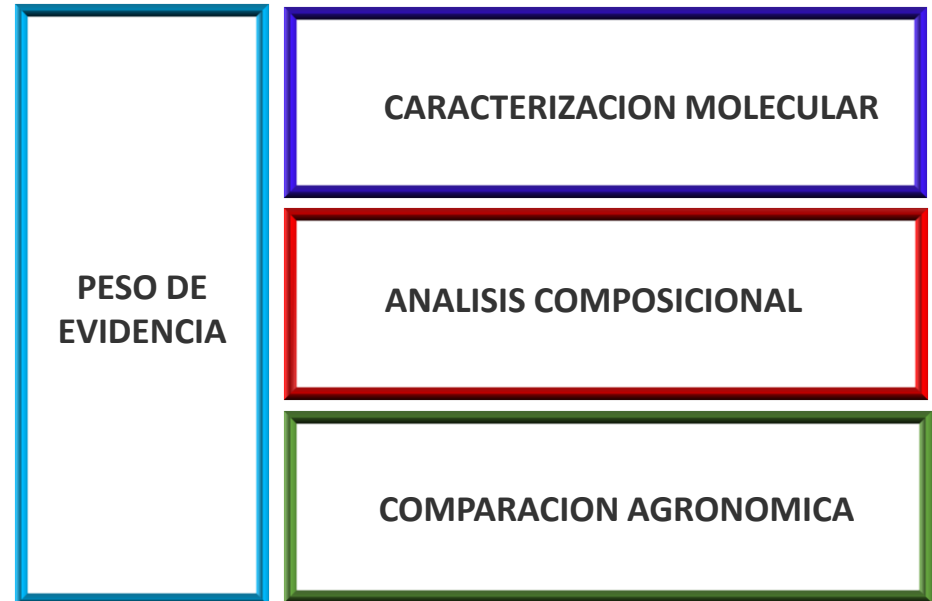 PESO DE
EVIDENCIA
CARACTERIZACION MOLECULAR
ANALISIS COMPOSICIONAL
COMPARACION AGRONOMICA